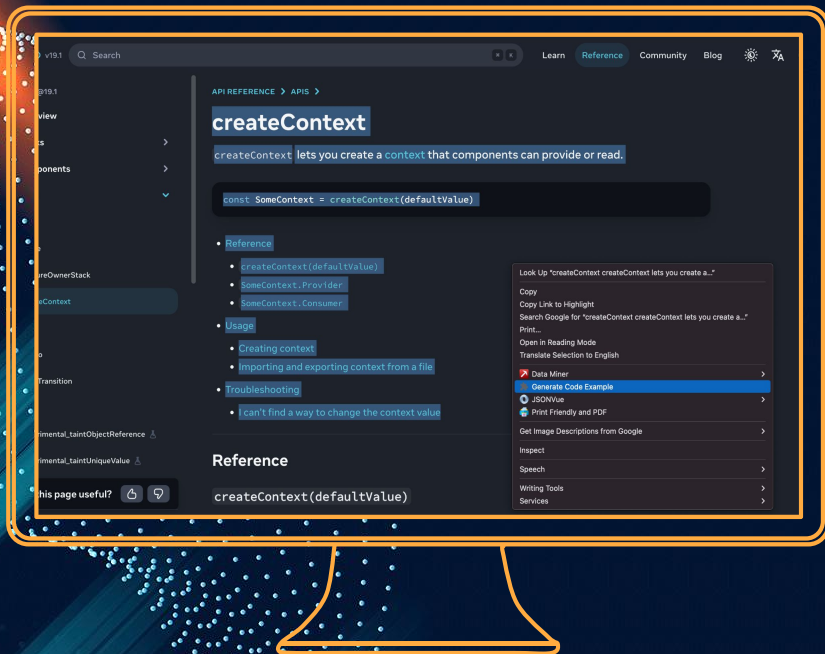 v19.1
Search
K
Learn
Reference
Community
Blog
@19.1
view
ks
ponents
ureOwnerStack
eContext
o
Transition
rimental_taintObjectReference
rimental_taintUniqueValue
this page useful?
API REFERENCE > APIS >
createContext
createContext lets you create a context that components can provide or read.
const SomeContext = createContext(defaultValue)
• Reference
• createContext(defaultValue)
• SomeContext.Provider
• SomeContext.Consumer
• Usage
• Creating context
• Importing and exporting context from a file
• Troubleshooting
• I can't find a way to change the context value
Reference
createContext(defaultValue)
Look Up "createContext createContext lets you create a..."
Copy
Copy Link to Highlight
Search Google for "createContext createContext lets you create a..."
Print...
Open in Reading Mode
Translate Selection to English
Data Miner
Generate Code Example
JSONVue
Print Friendly and PDF
Get Image Descriptions from Google
Inspect
Speech
Writing Tools
Services